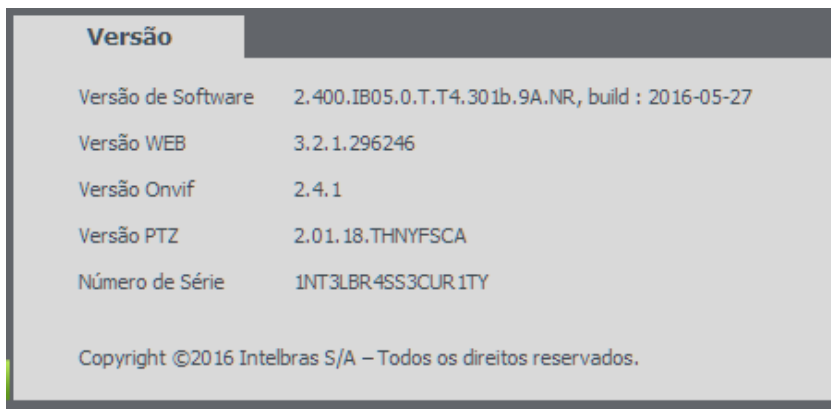 Versão
Versão de Software 2.400.IB05.0.T.T4.301b.9A.NR, build : 2016-05-27
Versão WEB 3.2.1.296246
Versão Onvif 2.4.1
Versão PTZ 2.01.18.THNYFSCA
Número de Série 1NT3LBR4SS3CUR1TY
Copyright ©2016 Intelbras S/A – Todos os direitos reservados.